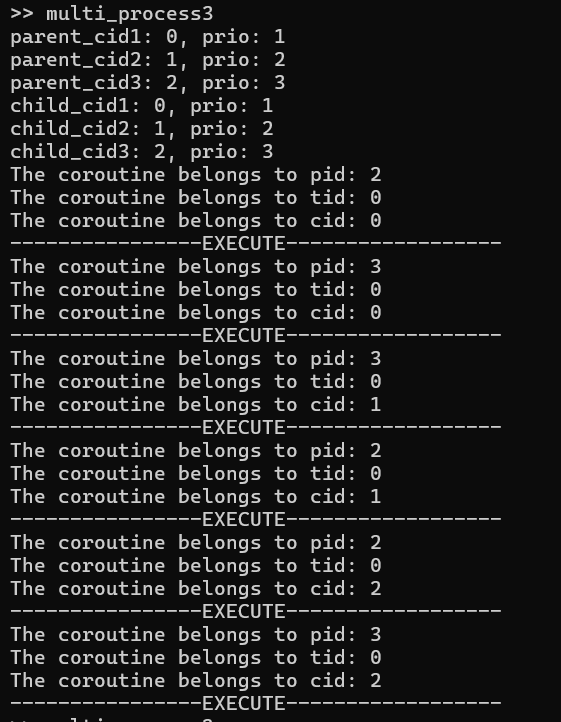 >> multi_process3
parent_cid1: 0, prio: 1
parent_cid2: 1, prio: 2
parent_cid3: 2, prio: 3
child_cid1: 0, prio: 1
child_cid2: 1, prio: 2
child_cid3: 2, prio: 3
The coroutine belongs to pid: 2
The coroutine belongs to tid: 0
The coroutine belongs to cid: 0
----------------EXECUTE------------------
The coroutine belongs to pid: 3
The coroutine belongs to tid: 0
The coroutine belongs to cid: 0
----------------EXECUTE------------------
The coroutine belongs to pid: 3
The coroutine belongs to tid: 0
The coroutine belongs to cid: 1
----------------EXECUTE------------------
The coroutine belongs to pid: 2
The coroutine belongs to tid: 0
The coroutine belongs to cid: 1
----------------EXECUTE------------------
The coroutine belongs to pid: 2
The coroutine belongs to tid: 0
The coroutine belongs to cid: 2
----------------EXECUTE------------------
The coroutine belongs to pid: 3
The coroutine belongs to tid: 0
The coroutine belongs to cid: 2
----------------EXECUTE------------------